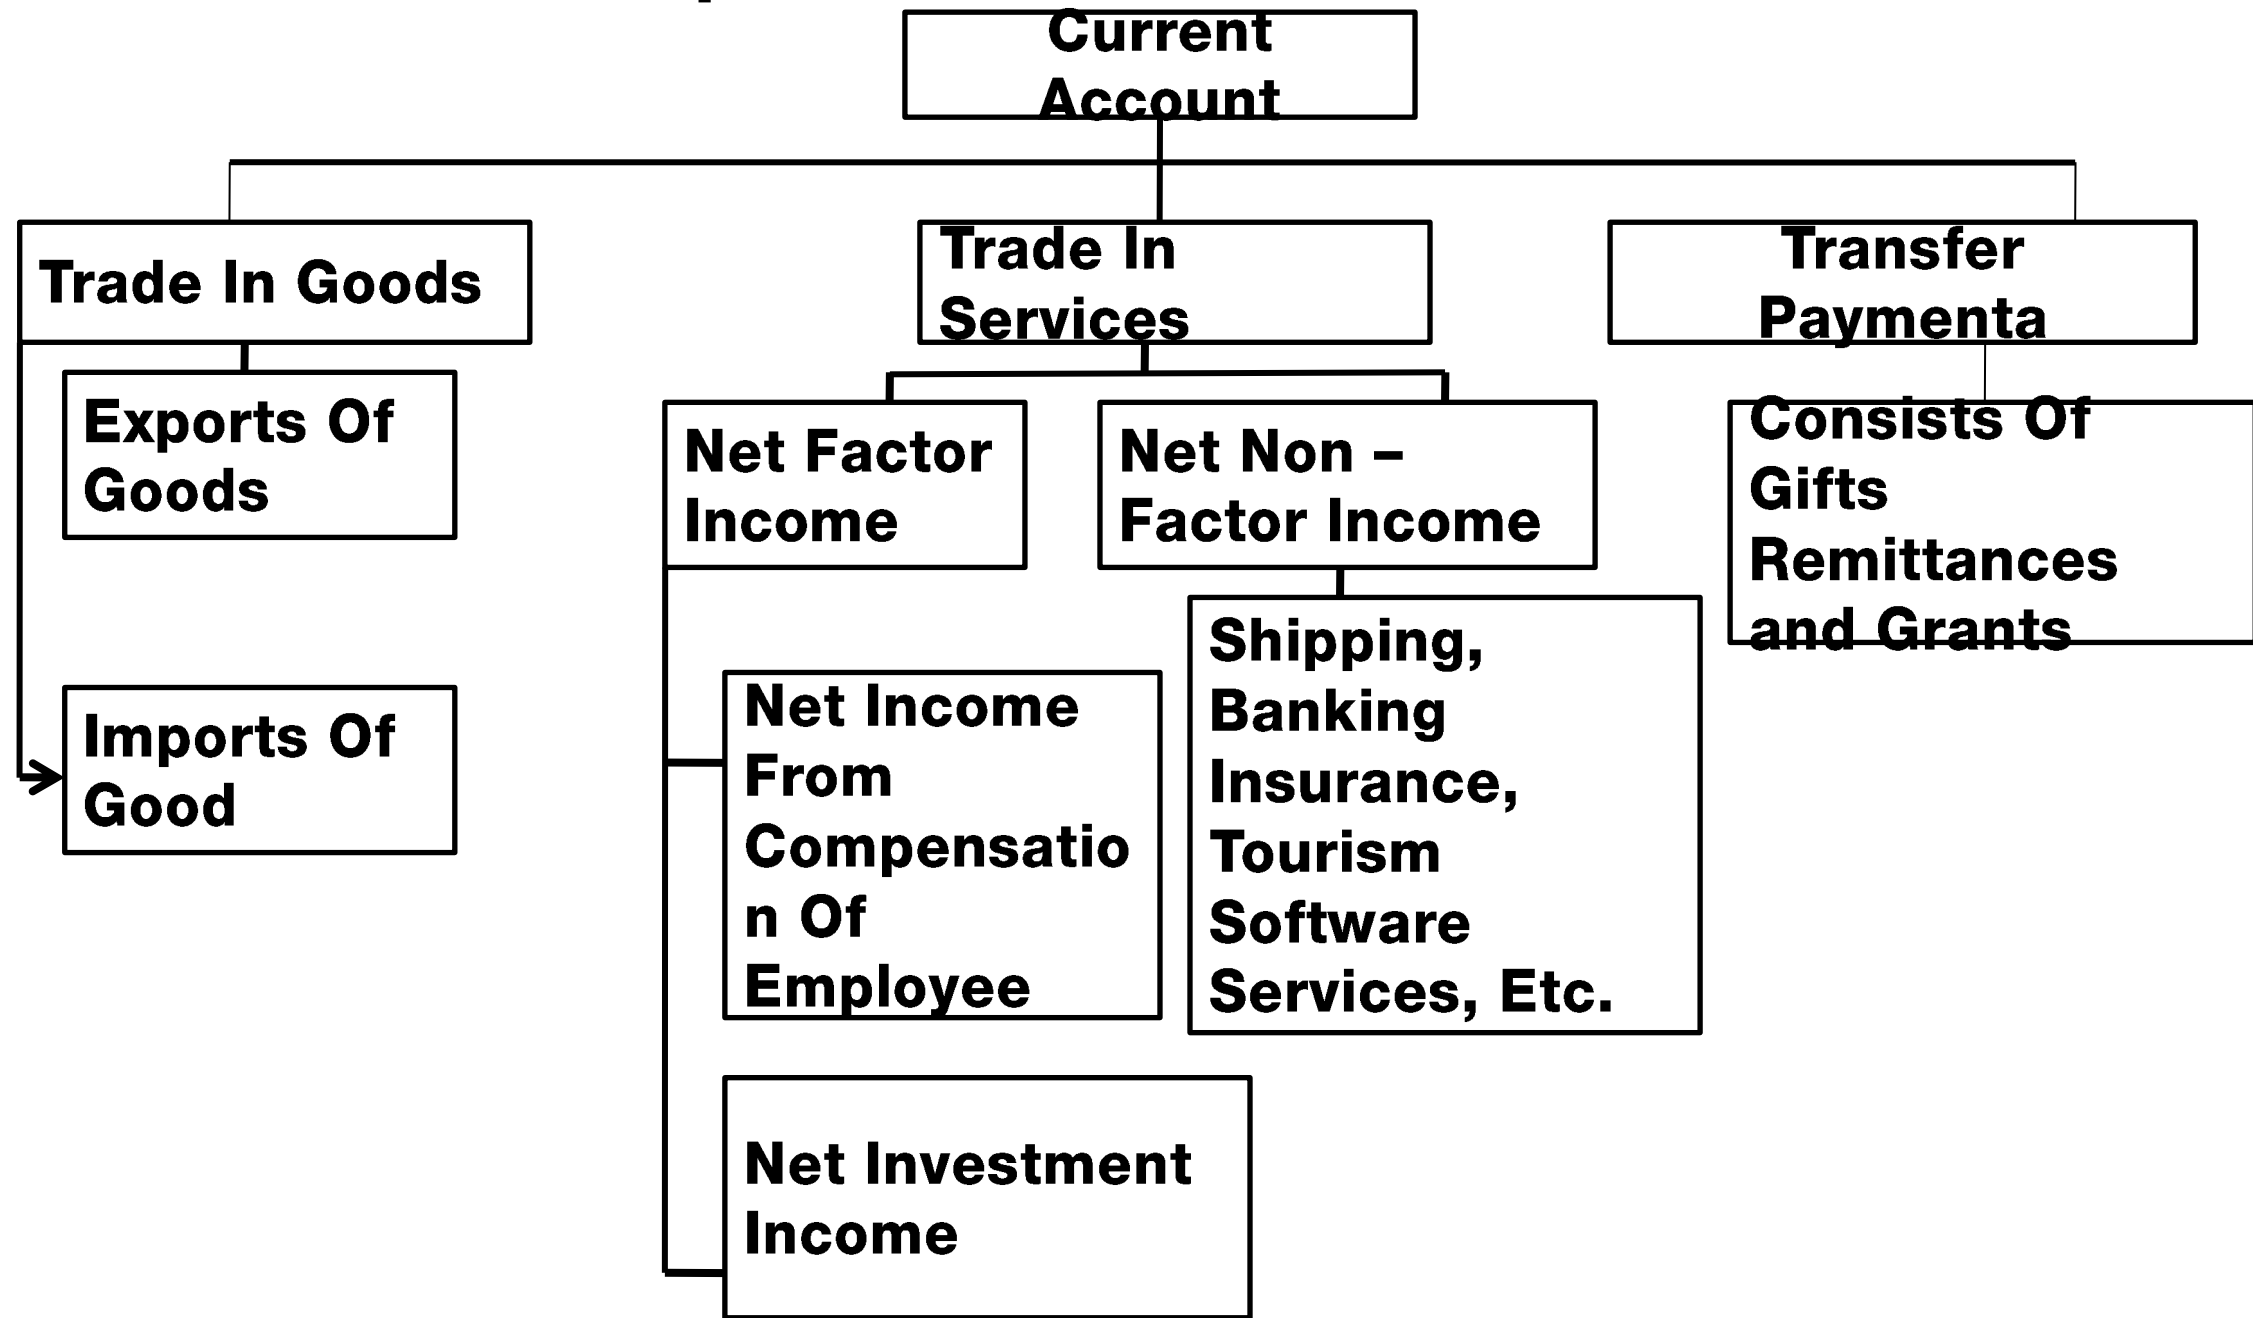 Current
Account
Trade In Goods
Trade In
Services
Transfer
Paymenta
Exports Of
Goods
Imports Of
Good
Net Factor
Income
Net Non –
Factor Income
Net Income
From
Compensatio
n Of
Employee
Net Investment
Income
Shipping,
Banking
Insurance,
Tourism
Software
Services, Etc.
Consists Of
Gifts
Remittances
and Grants